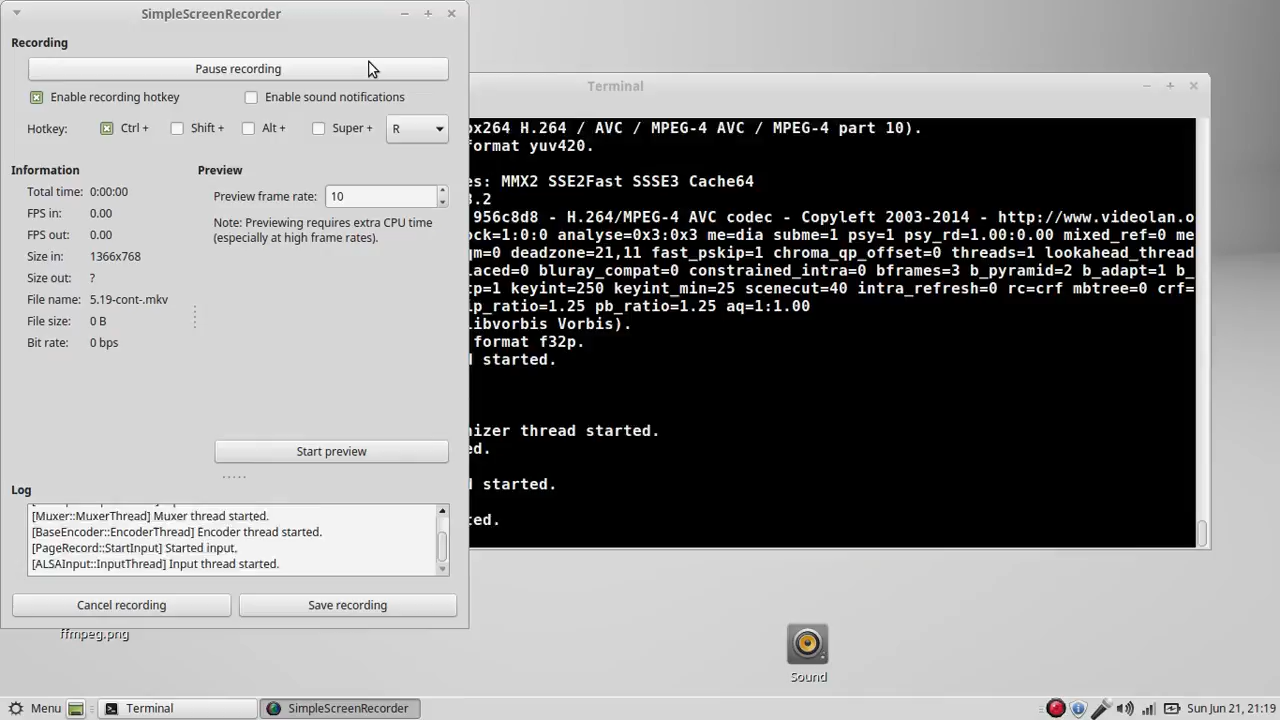 SimpleScreenRecorder
Recording
Pause recording
Enable recording hotkey
Enable sound notifications
Hotkey: Ctrl + Shift + Alt + Super + R
Information
Total time: 0:00:00
FPS in: 0.00
FPS out: 0.00
Size in: 1366x768
Size out: ?
File name: 5.19-cont-.mkv
File size: 0 B
Bit rate: 0 bps
Preview
Preview frame rate: 10
Note: Previewing requires extra CPU time
(especially at high frame rates).
Start preview
Log
[Muxer::MuxerThread] Muxer thread started.
[BaseEncoder::EncoderThread] Encoder thread started.
[PageRecord::StartInput] Started input.
[ALSAInput::InputThread] Input thread started.
Cancel recording
Save recording
Terminal
px264 H.264 / AVC / MPEG-4 AVC / MPEG-4 part 10).
format yuv420.
es: MMX2 SSE2Fast SSSE3 Cache64
3.2
956c8d8 - H.264/MPEG-4 AVC codec - Copyleft 2003-2014 - http://www.videolan.o
ock=1:0:0 analyse=0x3:0x3 me=dia subme=1 psy=1 psy_rd=1.00:0.00 mixed_ref=0 me
qm=0 deadzone=21,11 fast_pskip=1 chroma_qp_offset=0 threads=1 lookahead_thread
laced=0 bluray_compat=0 constrained_intra=0 bframes=3 b_pyramid=2 b_adapt=1 b_
tp=1 keyint=250 keyint_min=25 scenecut=40 intra_refresh=0 rc=crf mbtree=0 crf=
ip_ratio=1.25 pb_ratio=1.25 aq=1:1.00
libvorbis Vorbis).
format f32p.
d started.
nizer thread started.
ed.
d started.
ted.
ffmpeg.png
Sound
Menu
Terminal
SimpleScreenRecorder
Sun Jun 21, 21:19